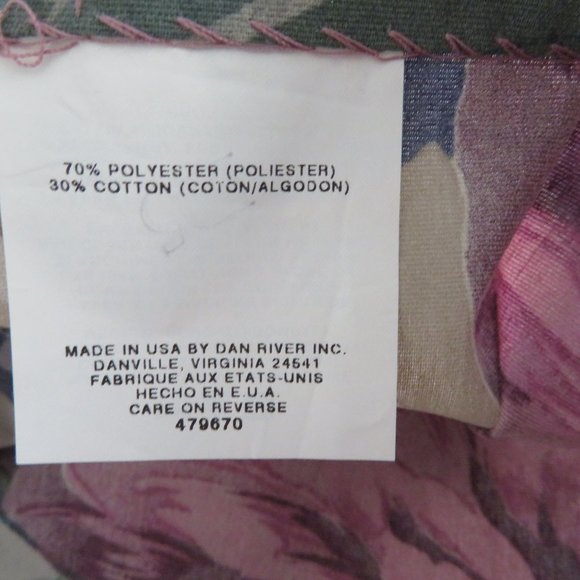 70% POLYESTER (POLIESTER)
30% COTTON (COTON/ALGODON)
MADE IN USA BY DAN RIVER INC.
DANVILLE, VIRGINIA 24541
FABRIQUE AUX ETATS-UNIS
HECHO EN E.U.A.
CARE ON REVERSE
479670